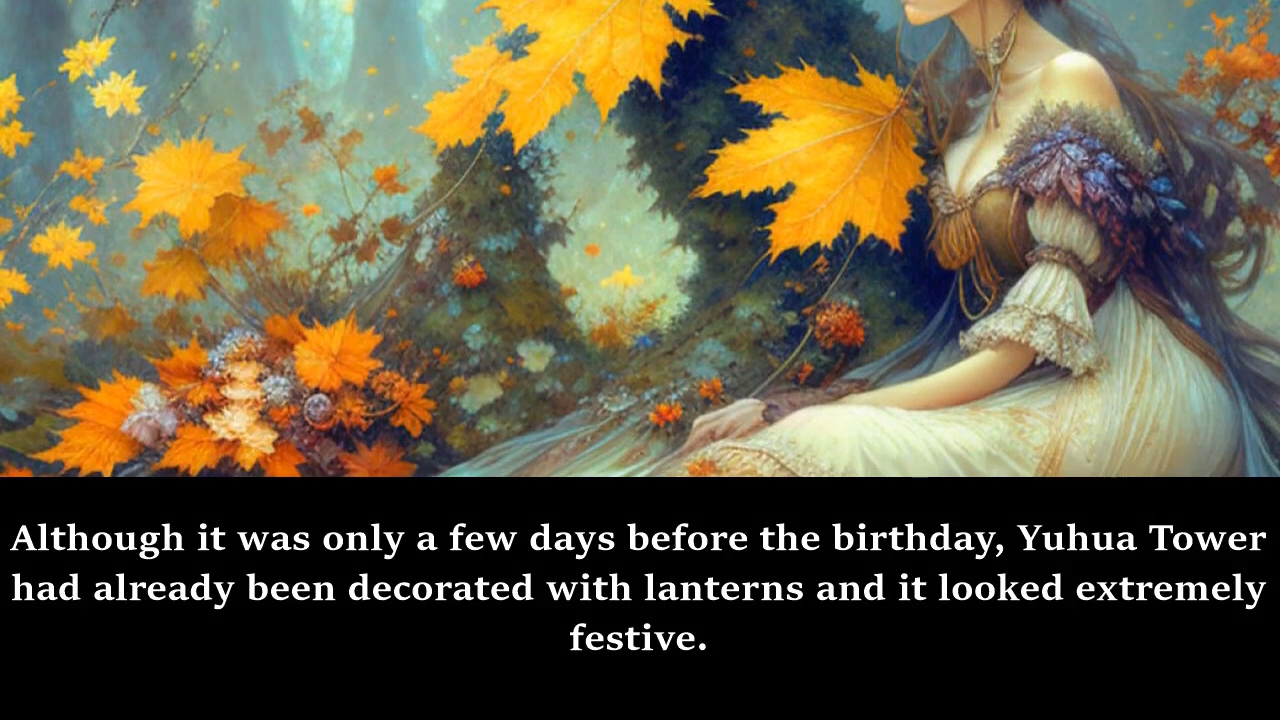 Although it was only a few days before the birthday, Yuhua Tower
had already been decorated with lanterns and it looked extremely
festive.